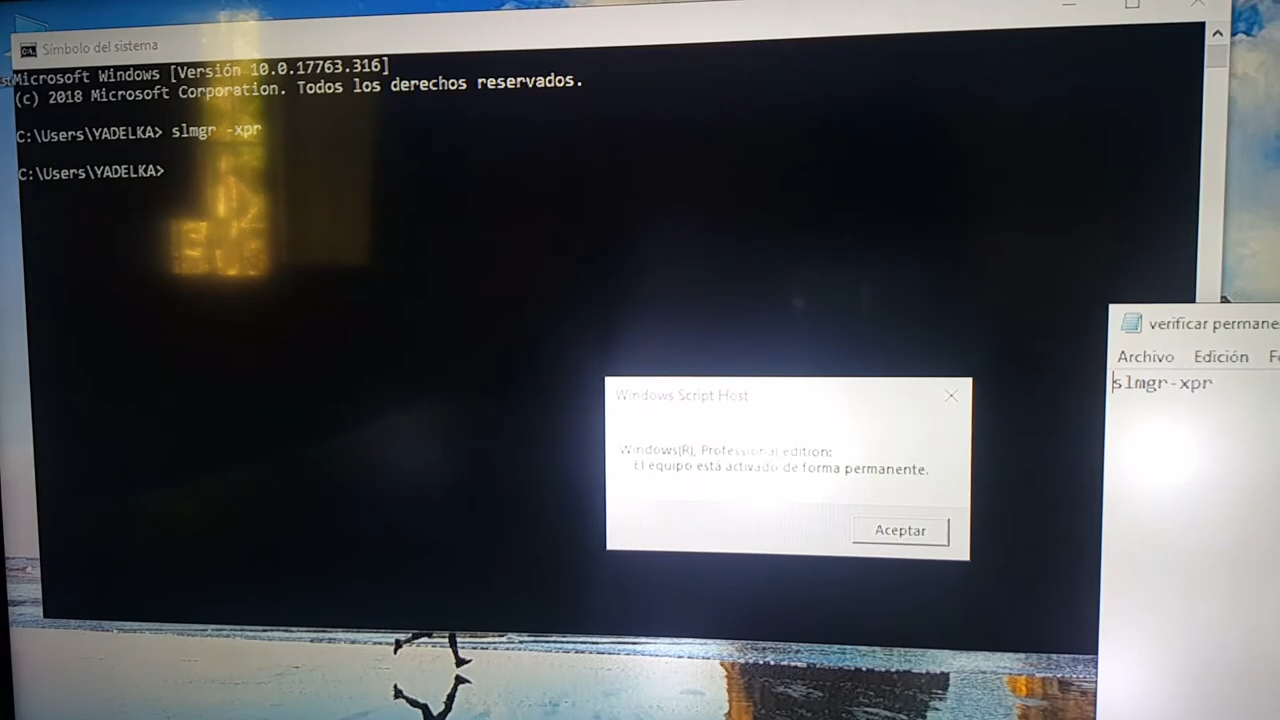 Símbolo del sistema
Microsoft Windows [Versión 10.0.17763.316]
(c) 2018 Microsoft Corporation. Todos los derechos reservados.
C:\Users\YADELKA> slmgr -xpr
C:\Users\YADELKA>
Windows Script Host
Windows(R), Professional edition:
El equipo está activado de forma permanente.
Aceptar
verificar permane
Archivo Edición F
slmgr-xpr